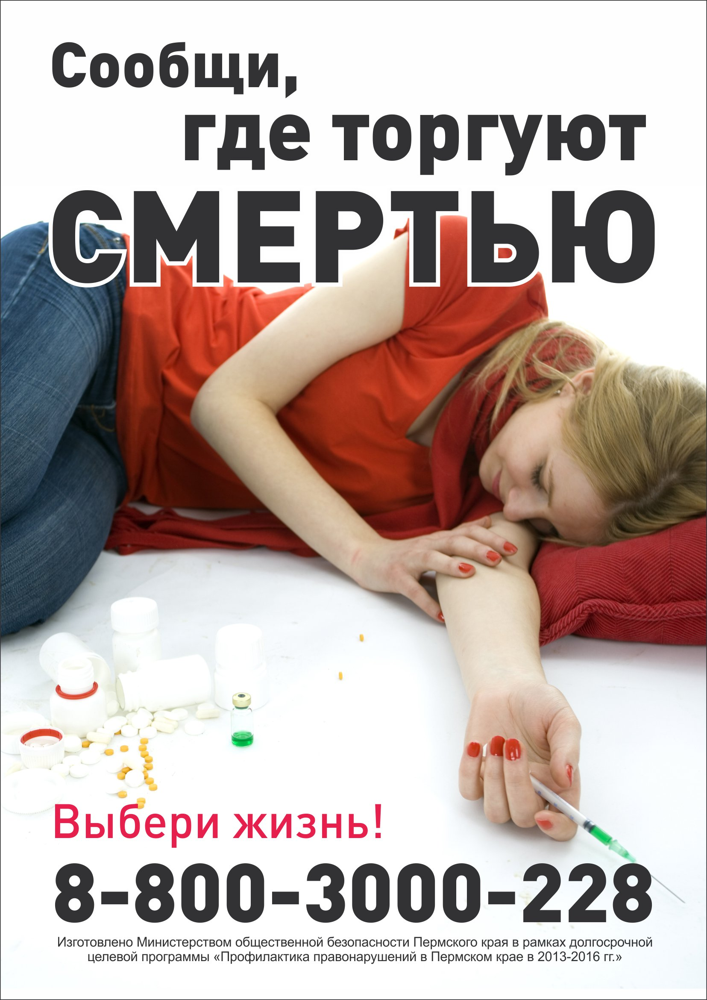 Сообщи,
где торгуют
СМЕРТЬЮ
Выбери жизнь!
8-800-3000-228
Изготовлено Министерством общественной безопасности Пермского края в рамках долгосрочной
целевой программы «Профилактика правонарушений в Пермском крае в 2013-2016 гг.»